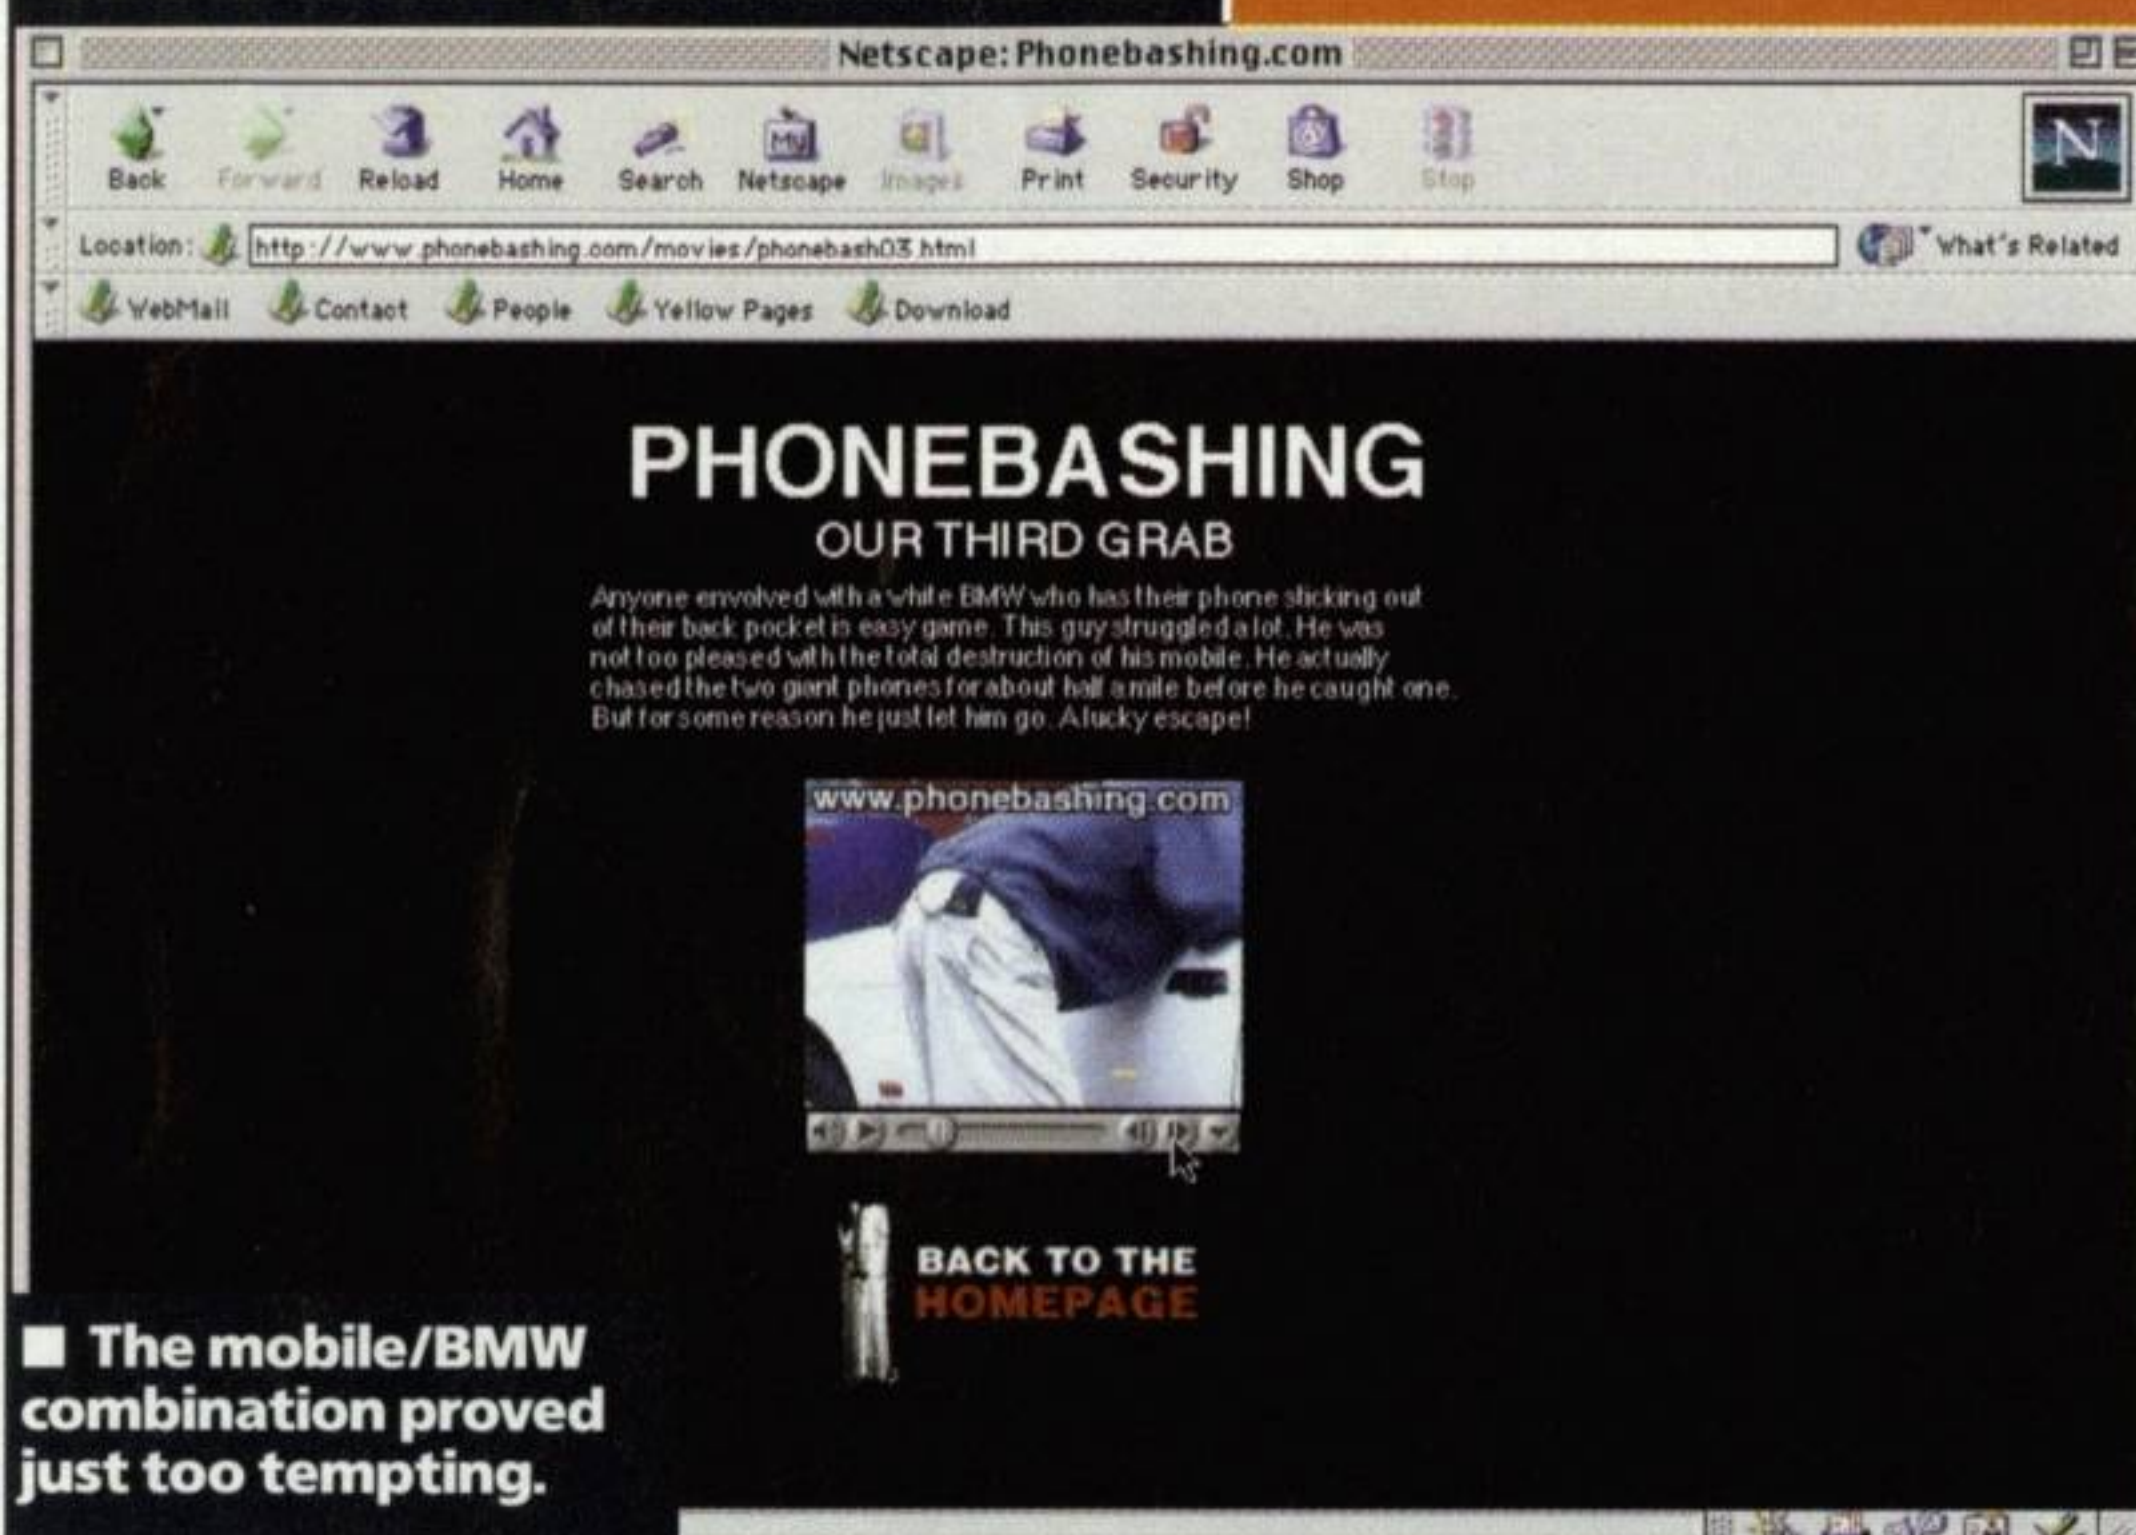 Netscape: Phonebashing.com
Back Forward Reload Home Search Netscape Images Print Security Shop Stop
My
N
Location: http://www.phonebashing.com/movies/phonebash03.html What's Related
WebMail Contact People Yellow Pages Download
PHONEBASHING
OUR THIRD GRAB
Anyone envolved with a white BMW who has their phone sticking out
of their back pocket is easy game. This guy struggled a lot. He was
not too pleased with the total destruction of his mobile. He actually
chased the two giant phones for about half a mile before he caught one.
But for some reason he just let him go. A lucky escape!
www.phonebashing.com
BACK TO THE
HOMEPAGE
■ The mobile/BMW
combination proved
just too tempting.